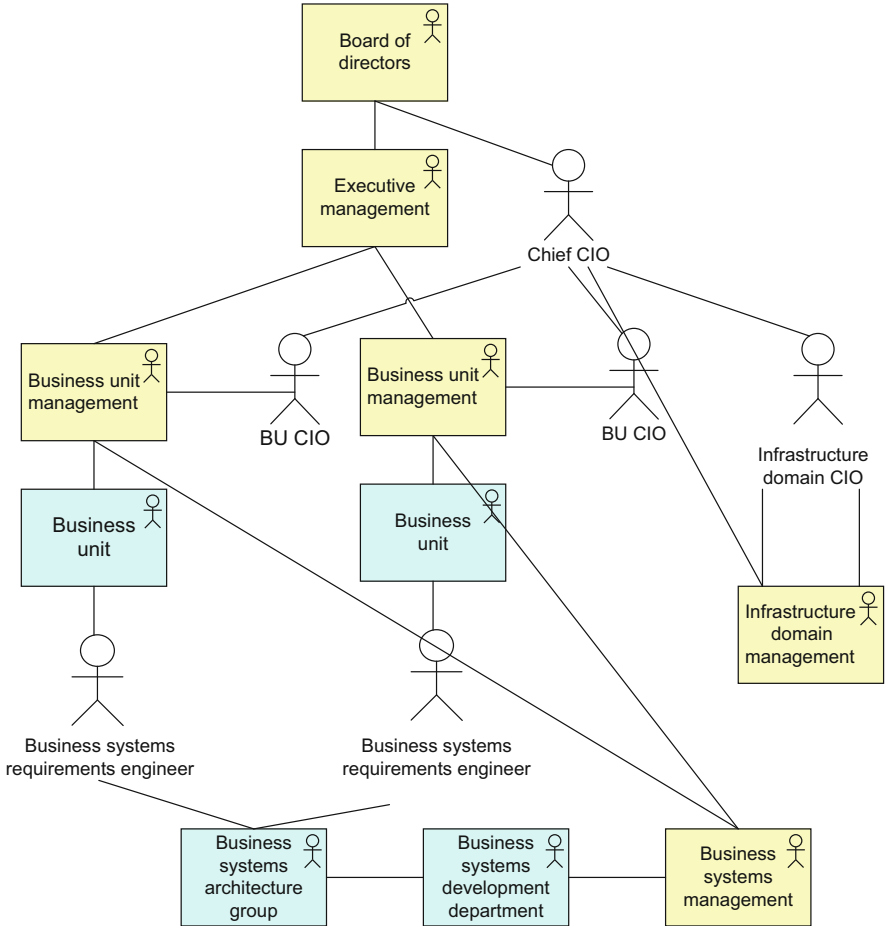 Board of
directors
Executive
management
Chief CIO
Business unit
management
BU CIO
Business unit
management
BU CIO
Infrastructure
domain CIO
Business
unit
Business
unit
Infrastructure
domain
management
Business systems
requirements engineer
Business systems
requirements engineer
Business
systems
architecture
group
Business
systems
development
department
Business
systems
management